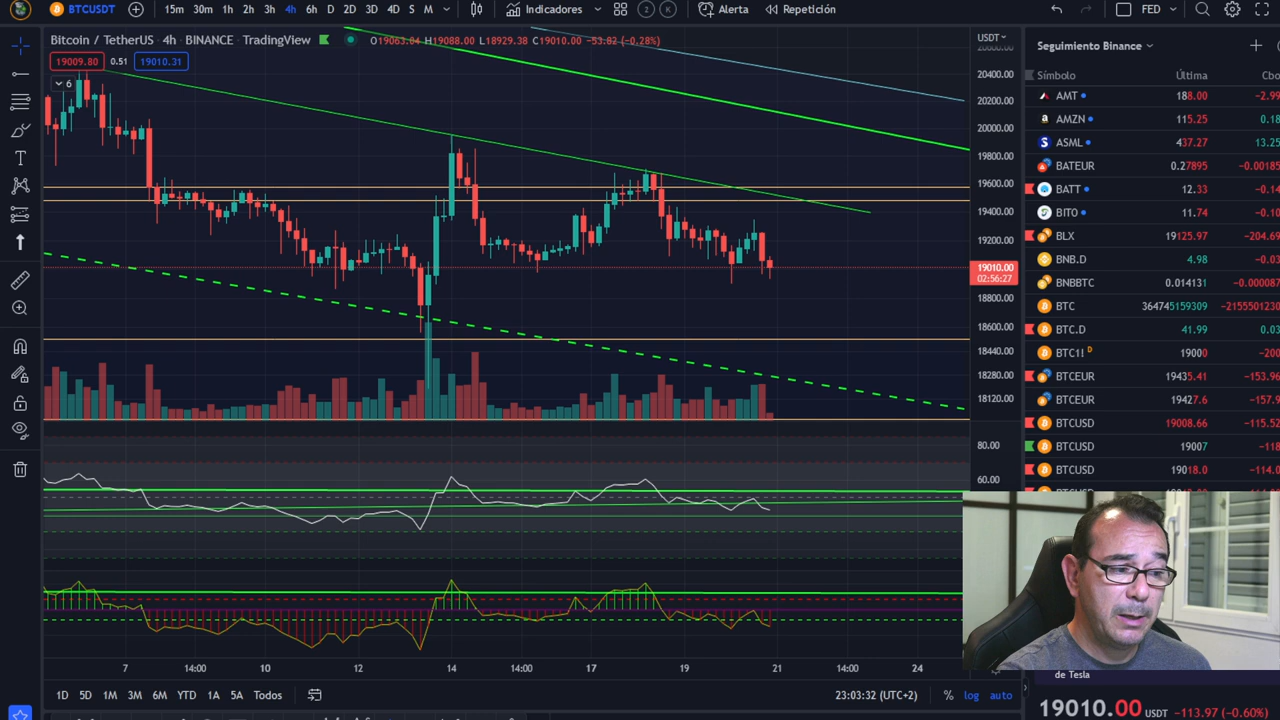 BTCUSDT 15m 30m 1h 2h 3h 4h 6h D 2D 3D 4D S M Indicadores 2 K Alerta Repetición FED
Bitcoin / TetherUS · 4h · BINANCE · TradingView O19063.04 H19088.00 L18929.38 C19010.00 −53.82 (−0.28%)
19009.80 0.51 19010.31
6
USDT
20600.00
20400.00
20200.00
20000.00
19800.00
19600.00
19400.00
19200.00
19010.00
02:56:27
18800.00
18600.00
18440.00
18280.00
18120.00
80.00
60.00
7 14:00 10 12 14 14:00 17 19 21 14:00 24
1D 5D 1M 3M 6M YTD 1A 5A Todos 23:03:32 (UTC+2) % log auto
Seguimiento Binance
Símbolo Última Cbo
AMT 188.00 -2.99
AMZN 115.25 0.18
ASML 437.27 13.25
BATEUR 0.27895 -0.00185
BATT 12.33 -0.14
BITO 11.74 -0.10
BLX 19125.97 -204.69
BNB.D 4.98 -0.03
BNBBTC 0.014131 -0.000087
BTC 364745159309 -2155501230
BTC.D 41.99 0.03
BTC1! D 19000 -200
BTCEUR 19435.41 -153.96
BTCEUR 19427.6 -157.9
BTCUSD 19008.66 -115.52
BTCUSD 19007 -118
BTCUSD 19018.0 -114.0
de Tesla
19010.00 USDT −113.97 (−0.60%)